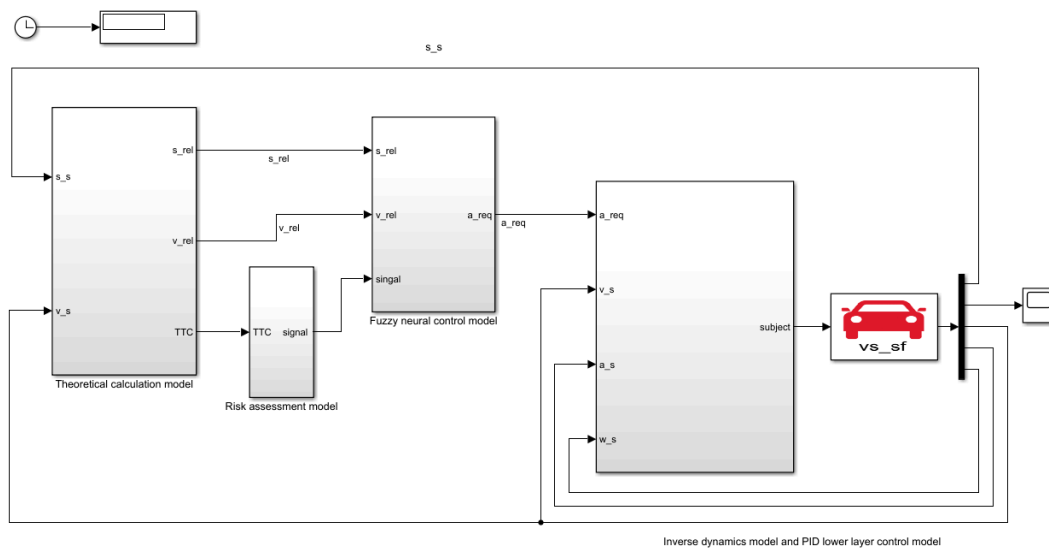 s_s
s_rel
s_rel
s_rel
s_s
v_rel
v_rel
v_rel
a_req
a_req
a_req
singal
v_s
v_s
TTC
TTC
signal
Fuzzy neural control model
subject
vs_sf
Theoretical calculation model
a_s
Risk assessment model
w_s
Inverse dynamics model and PID lower layer control model